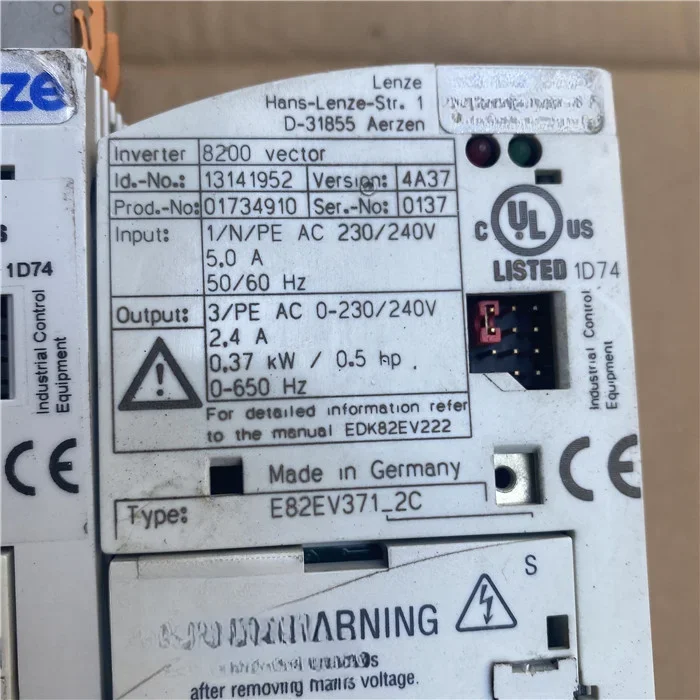 ze
Lenze
Hans-Lenze-Str. 1
D-31855 Aerzen
Inverter 8200 vector
Id.-No.: 13141952 Version: 4A37
Prod.-No: 01734910 Ser.-No: 0137
Input: 1/N/PE AC 230/240V
5.0 A
50/60 Hz
Output: 3/PE AC 0-230/240V
2.4 A
0.37 kW / 0.5 hp
0-650 Hz
For detailed information refer
to the manual EDK82EV222
Made in Germany
Type: E82EV371_2C
C UL US
LISTED 1D74
Industrial Control
Equipment
CE
S
1D74
Industrial Control
Equipment
CE
S
ARNING
after removing mains voltage.